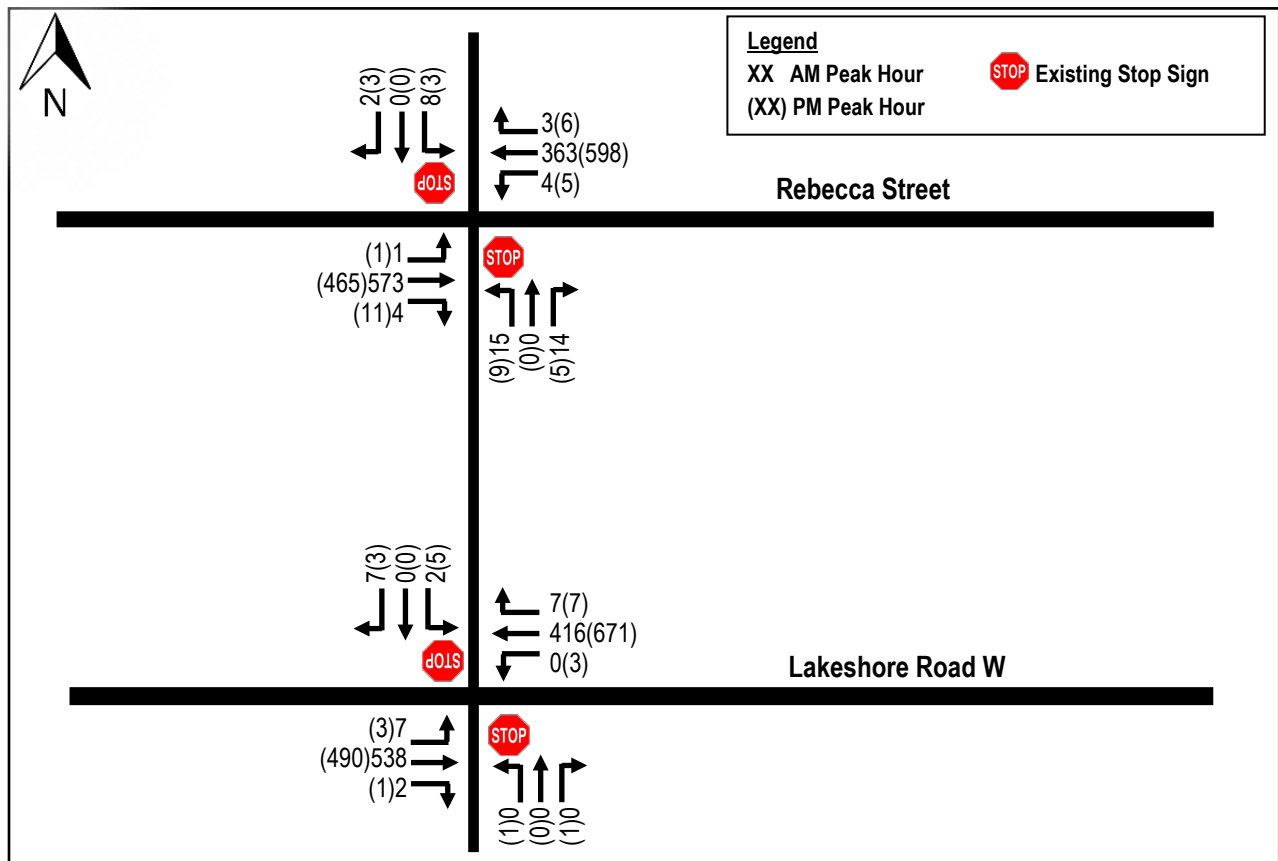 N
Legend
XX AM Peak Hour
(XX) PM Peak Hour
STOP Existing Stop Sign
2(3)
0(0)
8(3)
3(6)
363(598)
4(5)
STOP
Rebecca Street
(1)1
(465)573
(11)4
STOP
(9)15
(0)0
(5)14
7(3)
0(0)
2(5)
7(7)
416(671)
0(3)
STOP
Lakeshore Road W
(3)7
(490)538
(1)2
STOP
(1)0
(0)0
(1)0